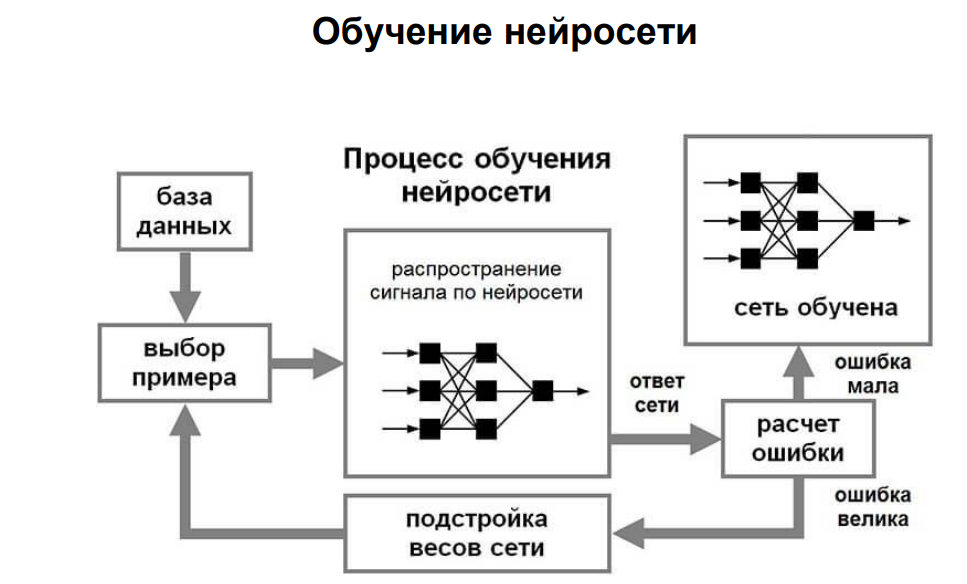 Обучение нейросети
Процесс обучения
нейросети
база
данных
выбор
примера
распространение
сигнала по нейросети
ответ
сети
расчет
ошибки
ошибка
мала
сеть обучена
ошибка
велика
подстройка
весов сети